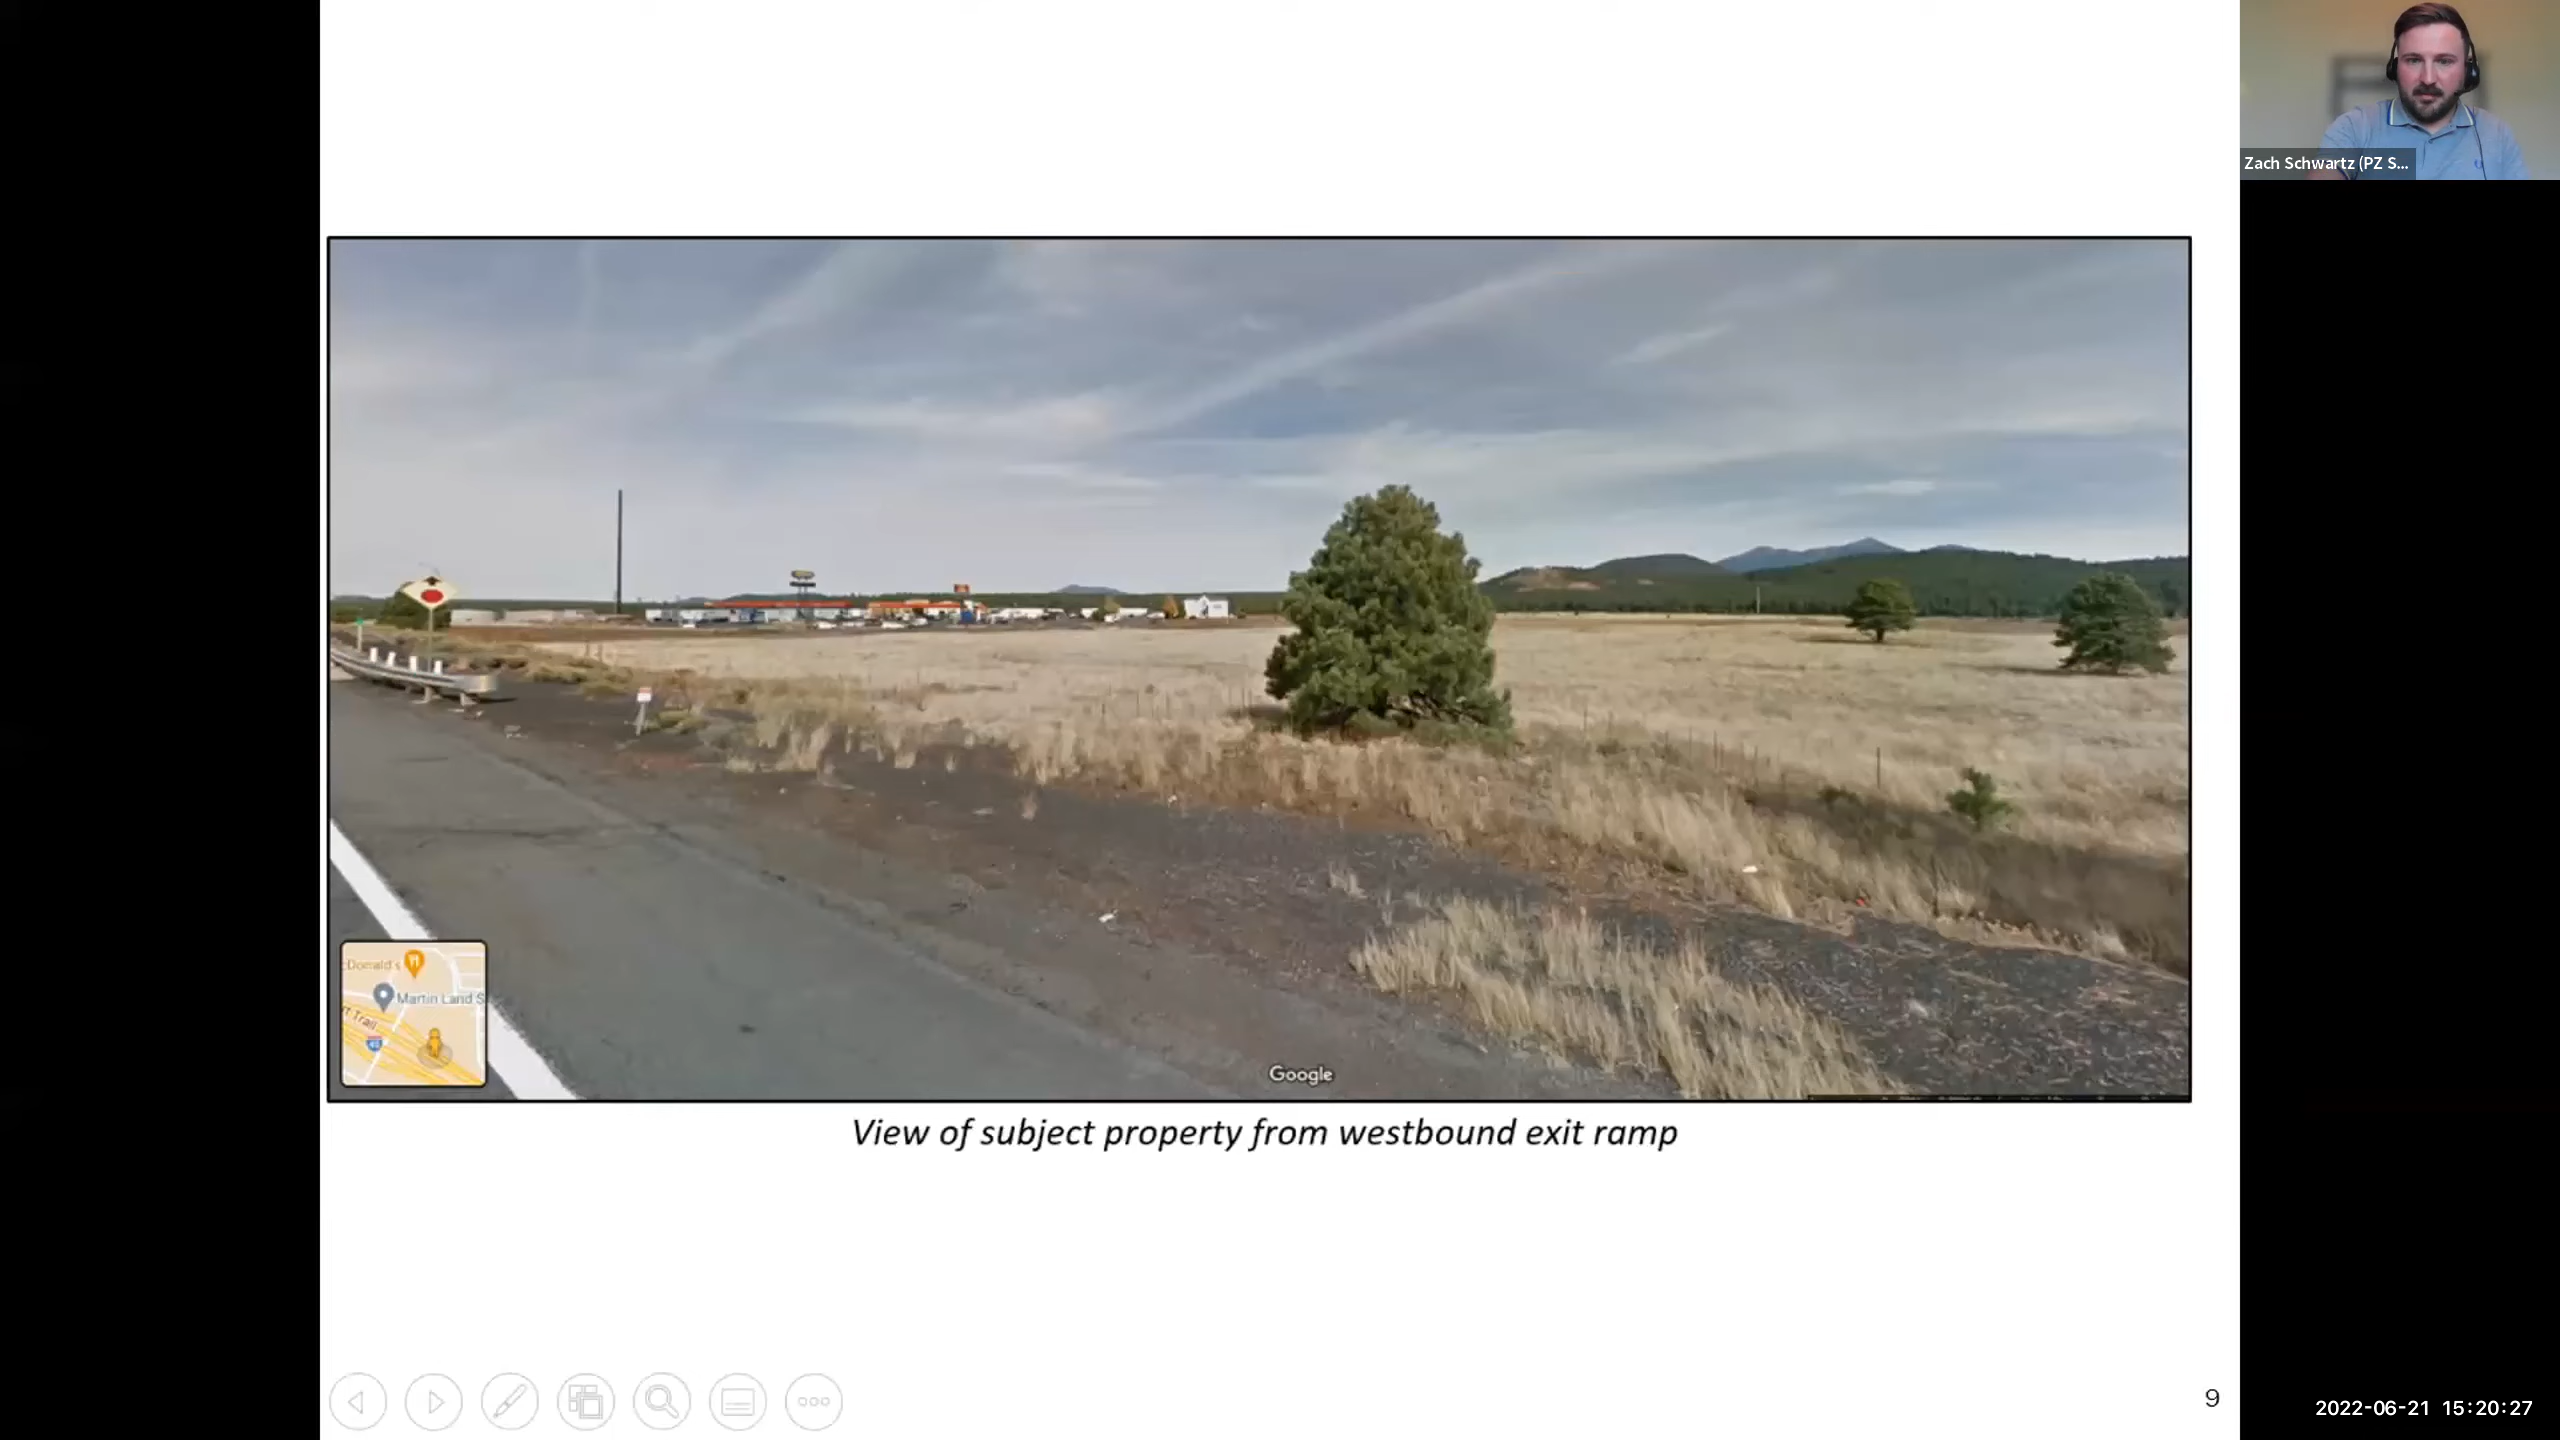 Zach Schwartz (PZ S...
Donald's
Martin Land S
rt Trail
40
Google
View of subject property from westbound exit ramp
9
2022-06-21 15:20:27